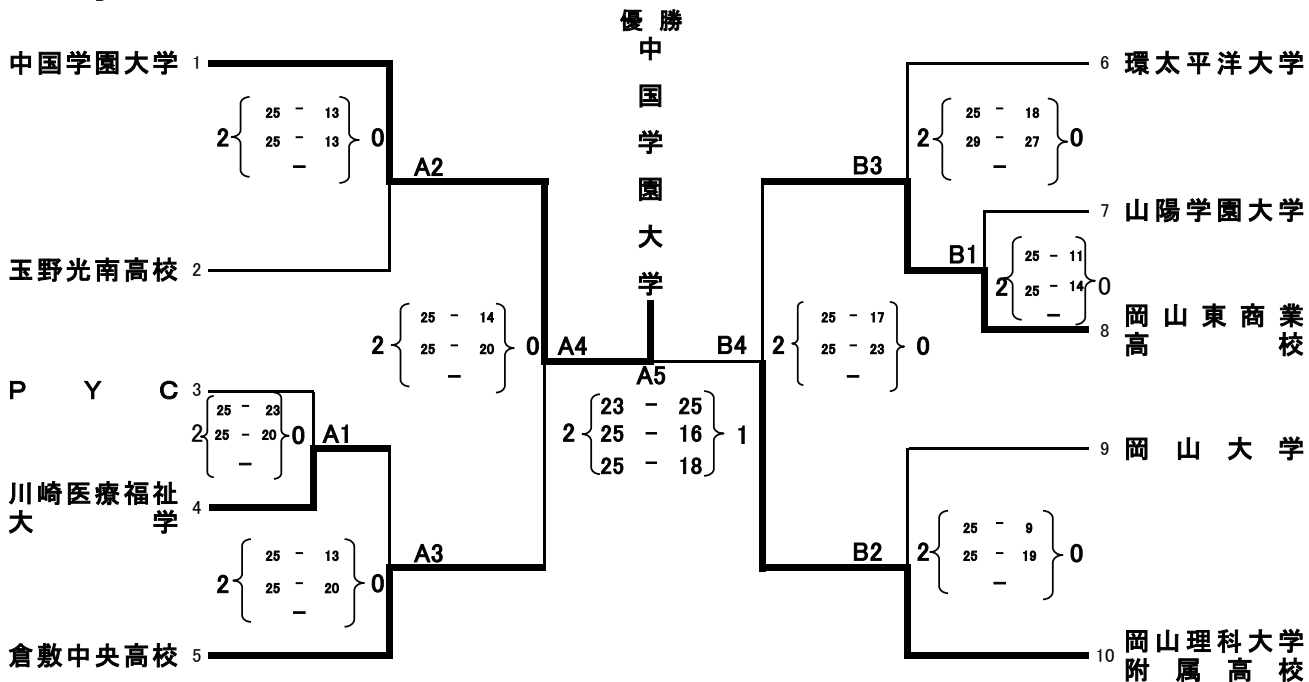 優勝
中国学園大学
中国学園大学 1
2 25 - 13 0
25 - 13
-
A2
玉野光南高校 2
2 25 - 14 0
25 - 20
-
A4
P Y C 3
2 25 - 23 0
25 - 20
-
A1
川崎医療福祉
大学 4
2 25 - 13 0
25 - 20
-
A3
倉敷中央高校 5
A5
23 - 25
2 25 - 16 1
25 - 18
6 環太平洋大学
2 25 - 18 0
29 - 27
-
B3
7 山陽学園大学
B1
2 25 - 11 0
25 - 14
-
8 岡山東商業
高校
B4
2 25 - 17 0
25 - 23
-
9 岡山大学
B2
2 25 - 9 0
25 - 19
-
10 岡山理科大学
附属高校